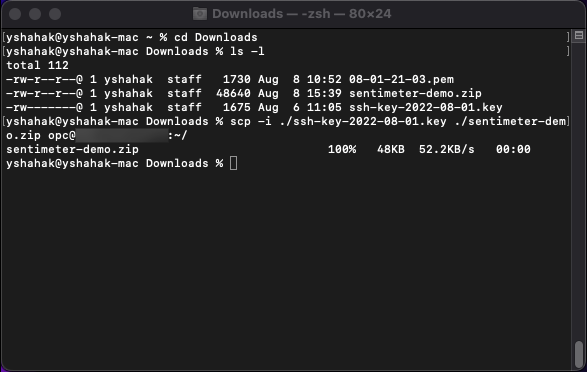 Downloads — -zsh — 80×24
[yshahak@yshahak-mac ~ % cd Downloads ]
[yshahak@yshahak-mac Downloads % ls -l ]
total 112
-rw-r--r--@ 1 yshahak  staff   1730 Aug  8 10:52 08-01-21-03.pem
-rw-r--r--@ 1 yshahak  staff  48640 Aug  8 15:39 sentimeter-demo.zip
-rw-------@ 1 yshahak  staff   1675 Aug  6 11:05 ssh-key-2022-08-01.key
[yshahak@yshahak-mac Downloads % scp -i ./ssh-key-2022-08-01.key ./sentimeter-dem]
o.zip opc@ :~/
sentimeter-demo.zip                           100%   48KB  52.2KB/s   00:00
yshahak@yshahak-mac Downloads %